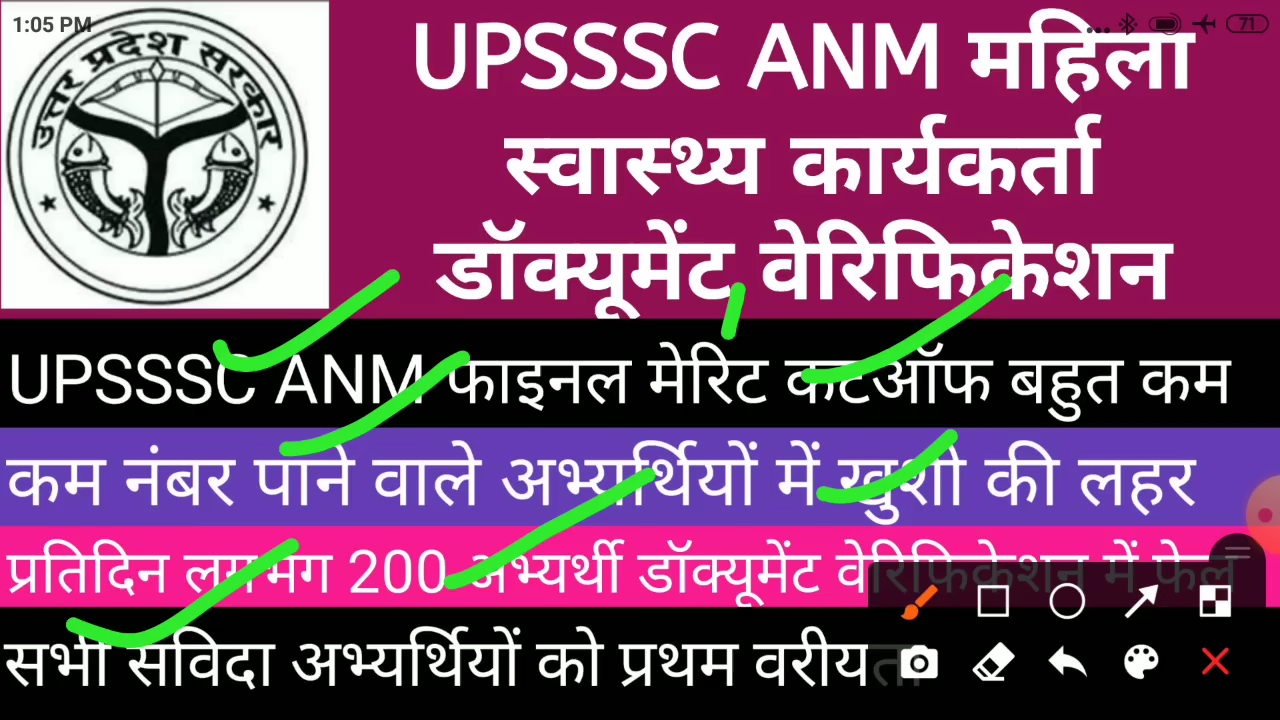 1:05 PM
71
उत्तर प्रदेश सरकार
UPSSSC ANM महिला
स्वास्थ्य कार्यकर्ता
डॉक्यूमेंट वेरिफिकेशन
UPSSSC ANM फाइनल मेरिट कटऑफ बहुत कम
कम नंबर पाने वाले अभ्यर्थियों में खुशी की लहर
प्रतिदिन लगभग 200 अभ्यर्थी डॉक्यूमेंट वेरिफिकेशन में फेल
सभी संविदा अभ्यर्थियों को प्रथम वरीयता